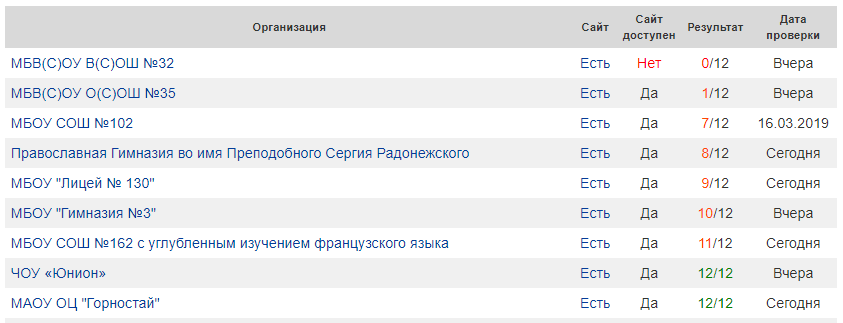 Организация Сайт Сайт доступен Результат Дата проверки
МБВ(С)ОУ В(С)ОШ №32 Есть Нет 0/12 Вчера
МБВ(С)ОУ О(С)ОШ №35 Есть Да 1/12 Вчера
МБОУ СОШ №102 Есть Да 7/12 16.03.2019
Православная Гимназия во имя Преподобного Сергия Радонежского Есть Да 8/12 Сегодня
МБОУ "Лицей № 130" Есть Да 9/12 Сегодня
МБОУ "Гимназия №3" Есть Да 10/12 Вчера
МБОУ СОШ №162 с углубленным изучением французского языка Есть Да 11/12 Сегодня
ЧОУ «Юнион» Есть Да 12/12 Вчера
МАОУ ОЦ "Горностай" Есть Да 12/12 Сегодня